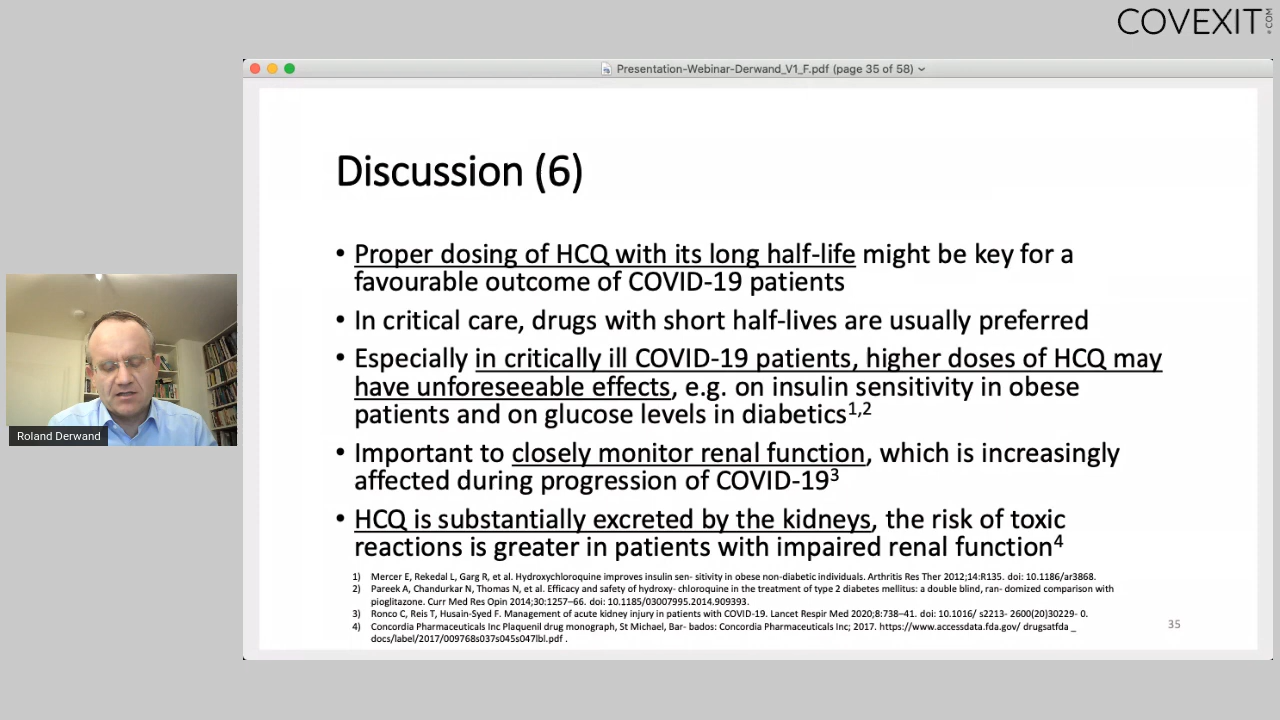 COVEXIT.COM
Presentation-Webinar-Derwand_V1_F.pdf (page 35 of 58)
Discussion (6)
• Proper dosing of HCQ with its long half-life might be key for a
favourable outcome of COVID-19 patients
• In critical care, drugs with short half-lives are usually preferred
• Especially in critically ill COVID-19 patients, higher doses of HCQ may
have unforeseeable effects, e.g. on insulin sensitivity in obese
patients and on glucose levels in diabetics1,2
• Important to closely monitor renal function, which is increasingly
affected during progression of COVID-193
• HCQ is substantially excreted by the kidneys, the risk of toxic
reactions is greater in patients with impaired renal function4
1) Mercer E, Rekedal L, Garg R, et al. Hydroxychloroquine improves insulin sen- sitivity in obese non-diabetic individuals. Arthritis Res Ther 2012;14:R135. doi: 10.1186/ar3868.
2) Pareek A, Chandurkar N, Thomas N, et al. Efficacy and safety of hydroxy- chloroquine in the treatment of type 2 diabetes mellitus: a double blind, ran- domized comparison with
pioglitazone. Curr Med Res Opin 2014;30:1257–66. doi: 10.1185/03007995.2014.909393.
3) Ronco C, Reis T, Husain-Syed F. Management of acute kidney injury in patients with COVID-19. Lancet Respir Med 2020;8:738–41. doi: 10.1016/ s2213- 2600(20)30229- 0.
4) Concordia Pharmaceuticals Inc Plaquenil drug monograph, St Michael, Bar- bados: Concordia Pharmaceuticals Inc; 2017. https://www.accessdata.fda.gov/ drugsatfda _
docs/label/2017/009768s037s045s047lbl.pdf .
35
Roland Derwand